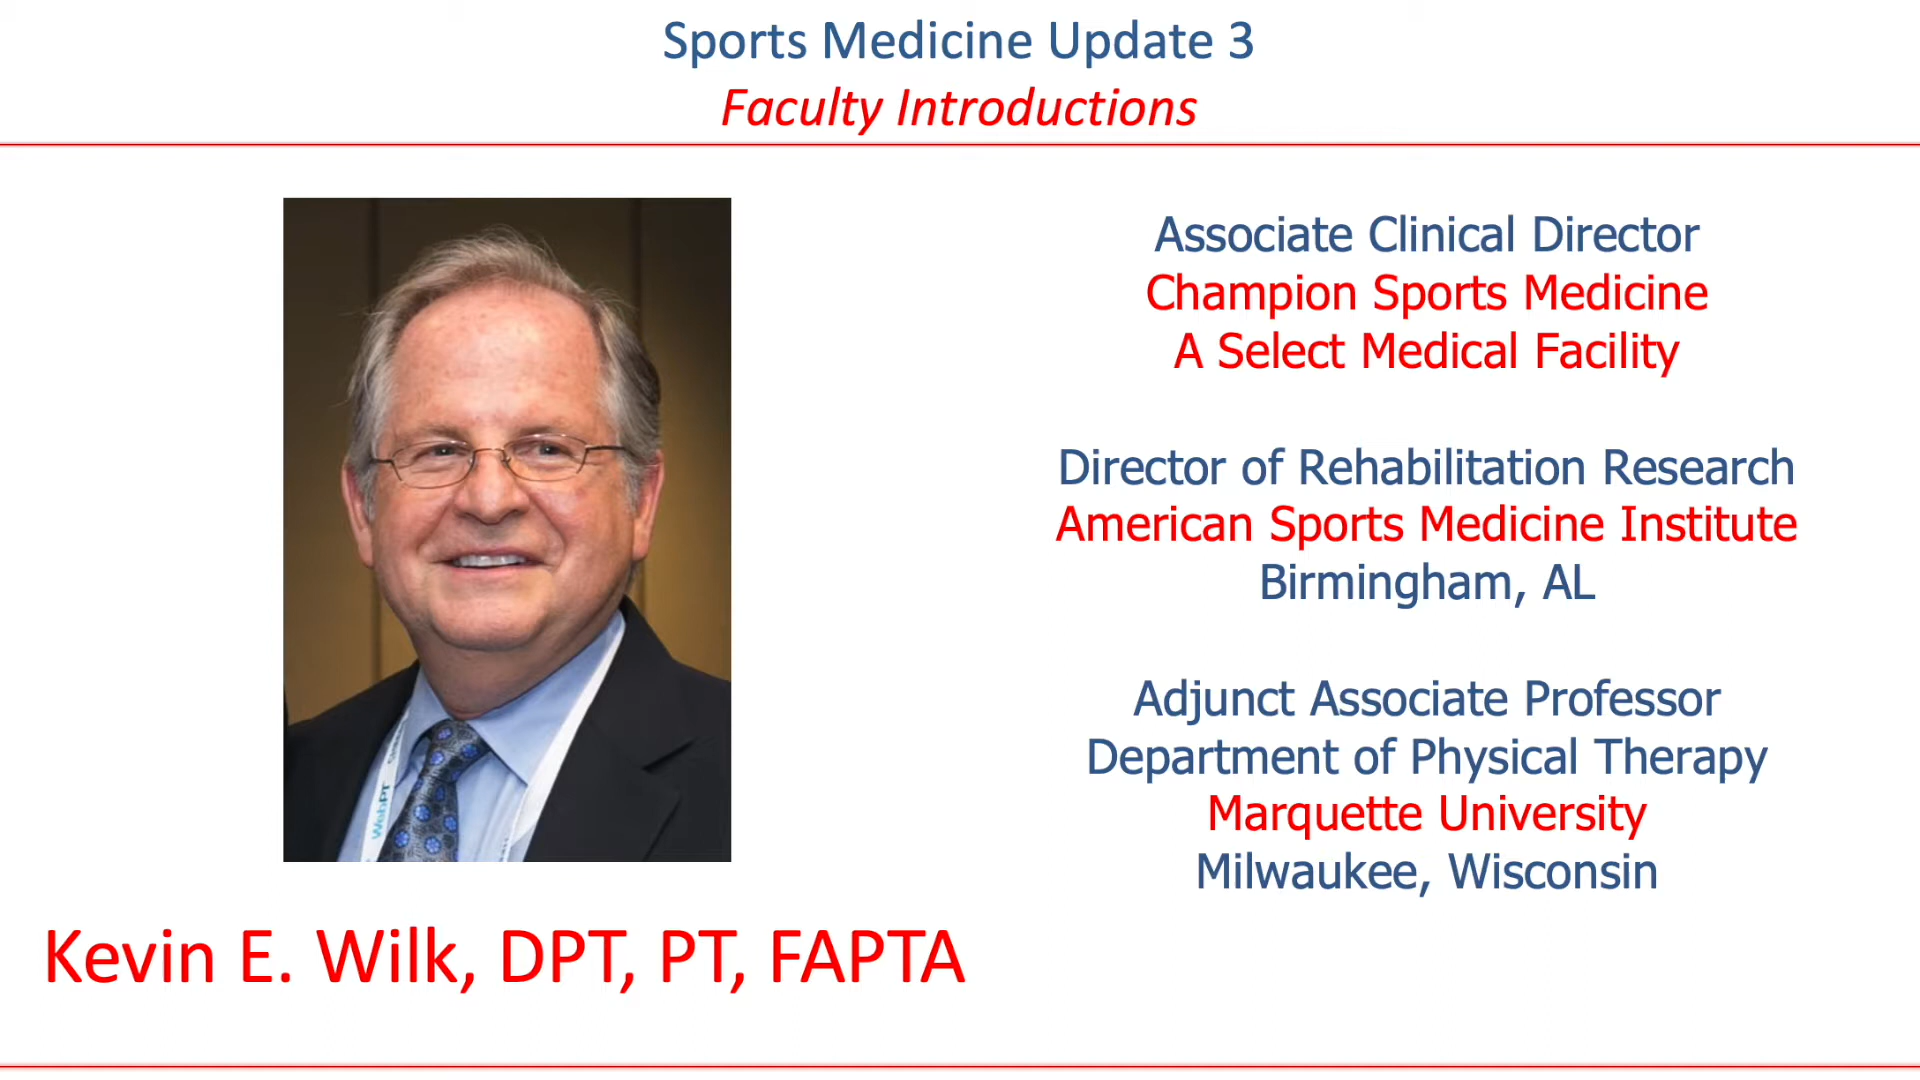 Sports Medicine Update 3
Faculty Introductions
Associate Clinical Director
Champion Sports Medicine
A Select Medical Facility
Director of Rehabilitation Research
American Sports Medicine Institute
Birmingham, AL
Adjunct Associate Professor
Department of Physical Therapy
Marquette University
Milwaukee, Wisconsin
WebPT
Kevin E. Wilk, DPT, PT, FAPTA